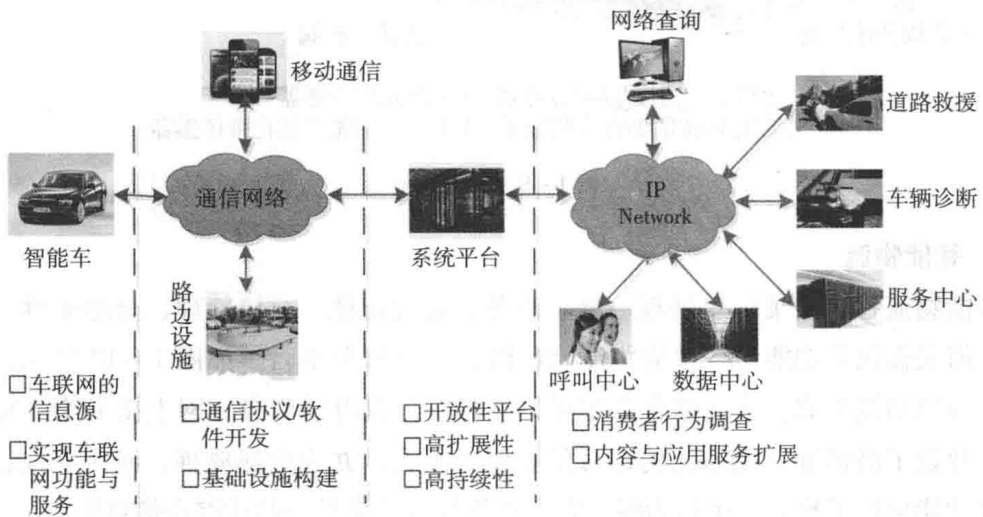 网络查询
移动通信
道路救援
通信网络
IP
Network
车辆诊断
智能车
系统平台
路边设施
服务中心
呼叫中心
数据中心
□车联网的
信息源
□实现车联
网功能与
服务
□通信协议/软
件开发
□基础设施构建
□开放性平台
□高扩展性
□高持续性
□消费者行为调查
□内容与应用服务扩展